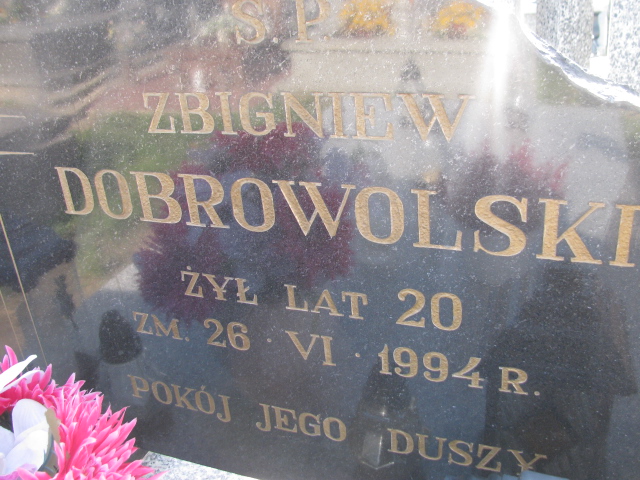 Ś.P.
ZBIGNIEW
DOBROWOLSKI
ŻYŁ LAT 20
ZM. 26 · VI · 1994 R.
POKÓJ JEGO DUSZY